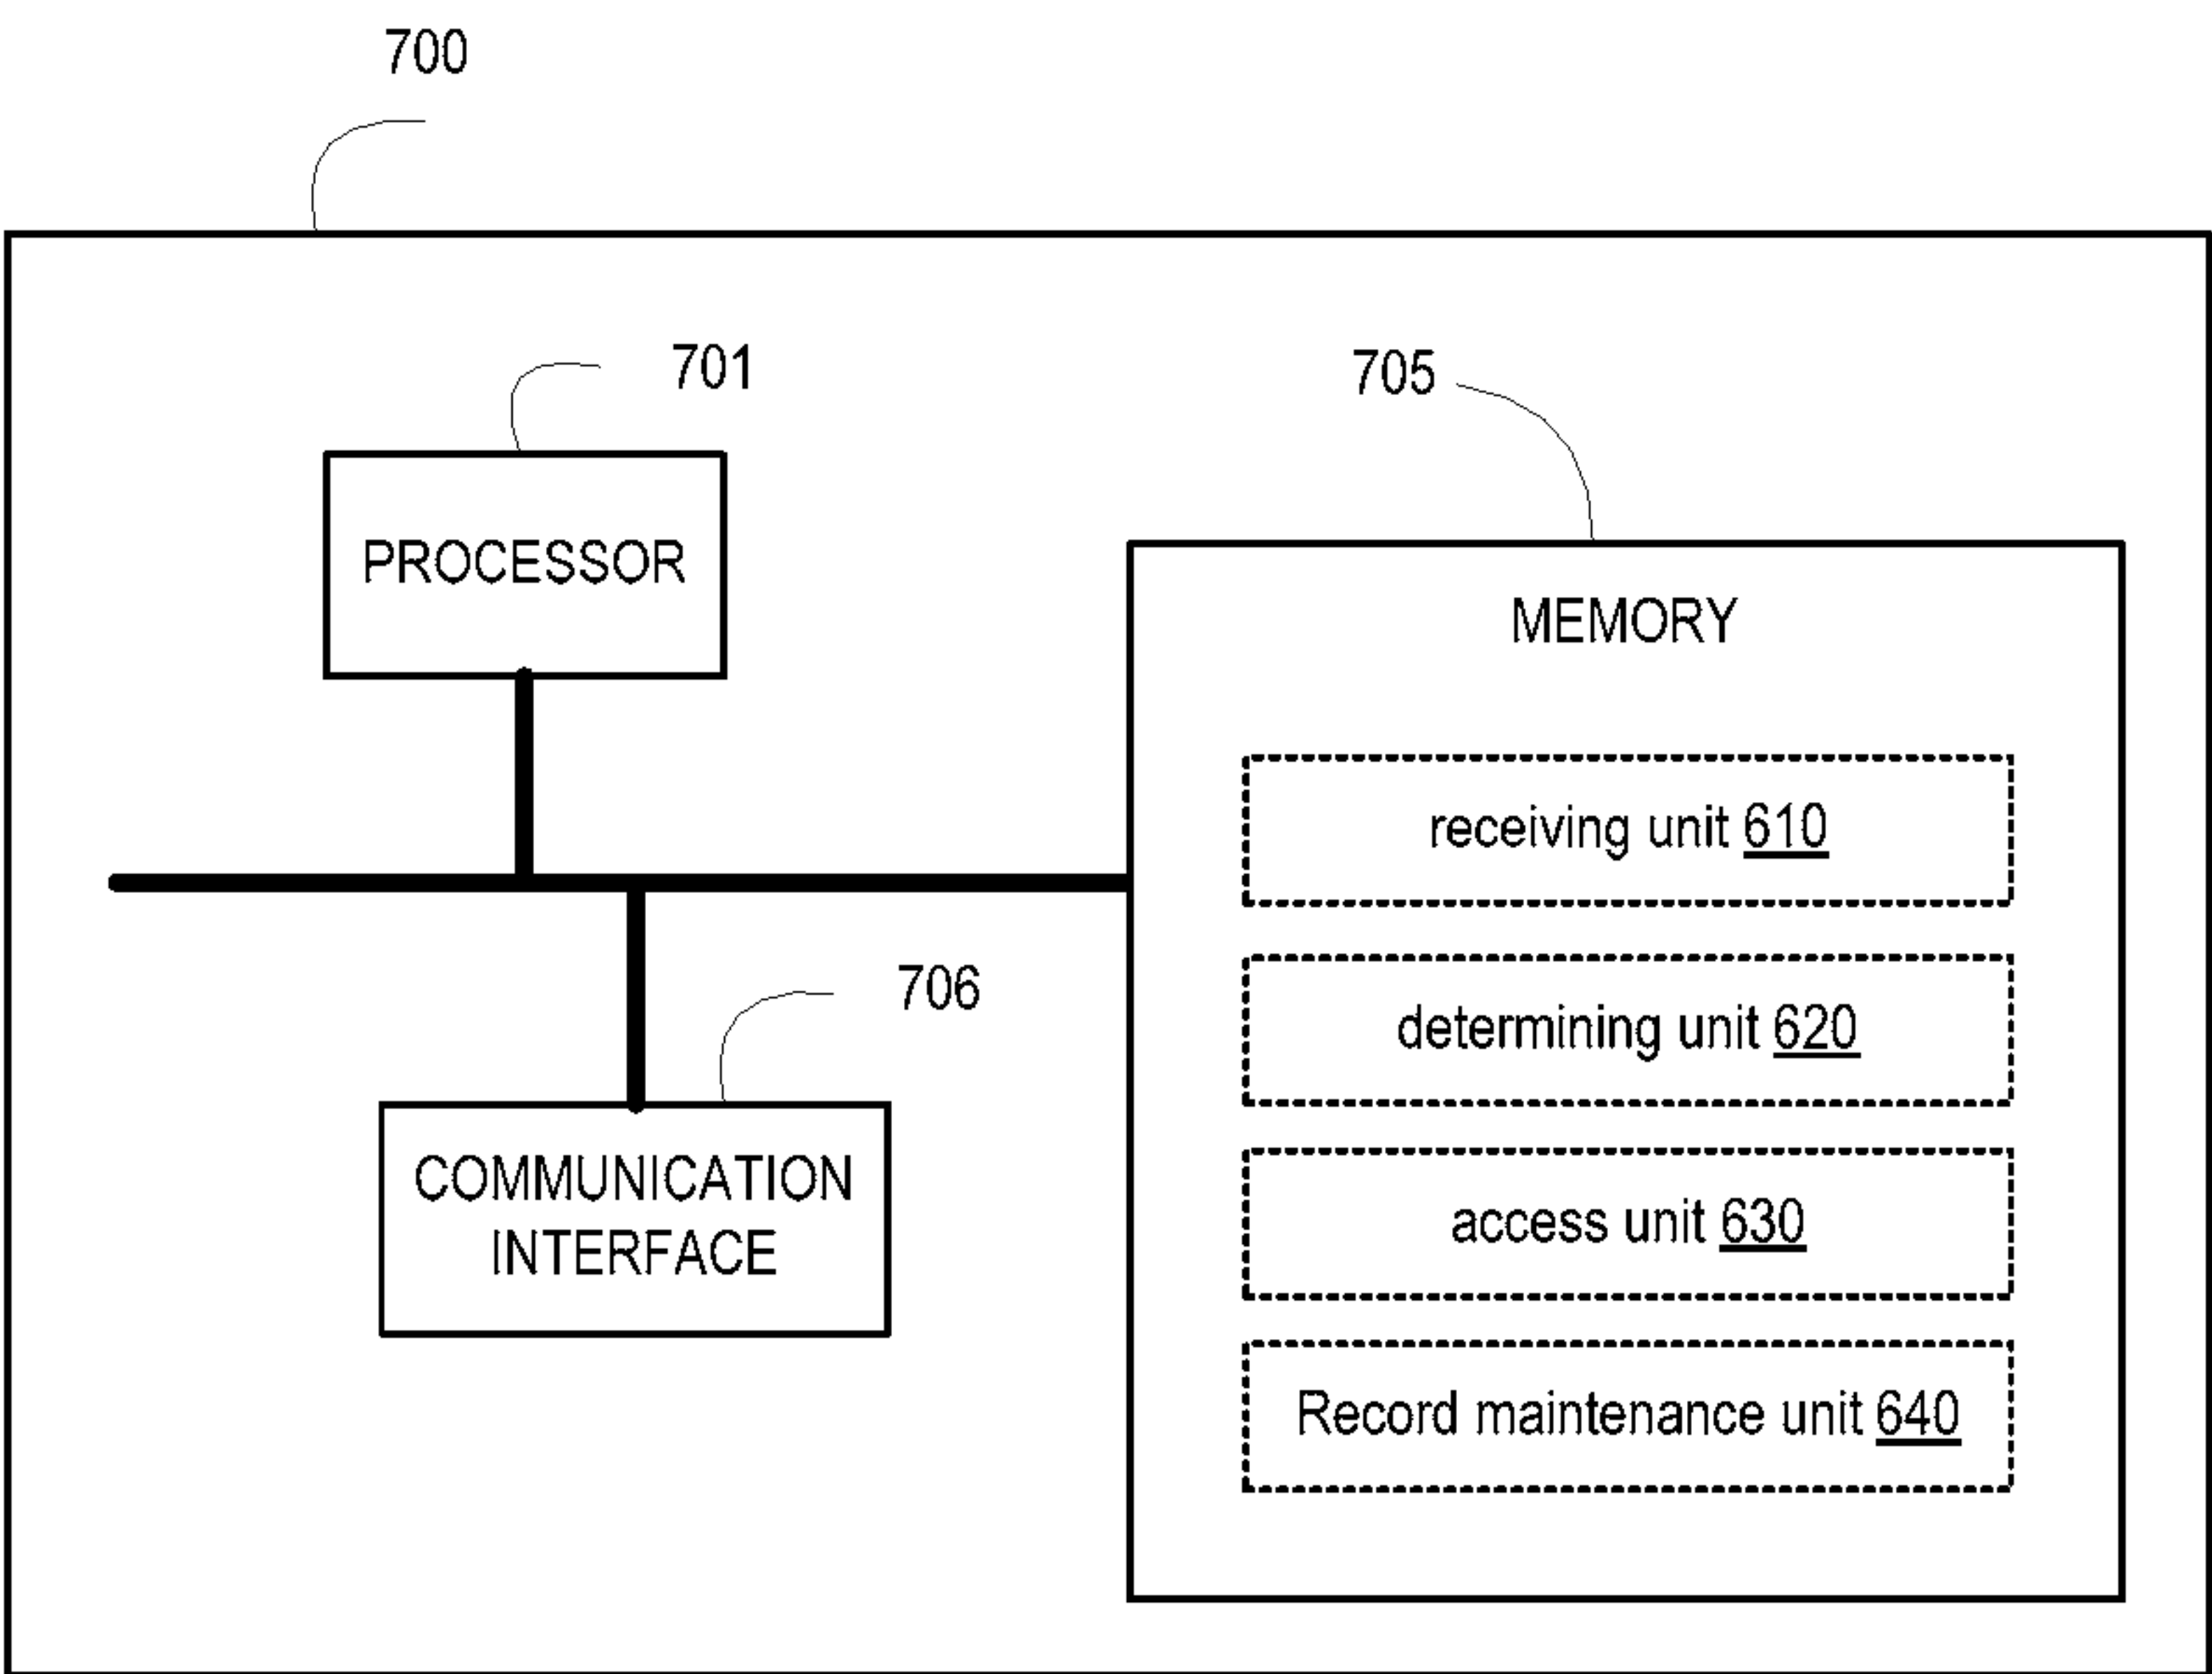 700
701
705
PROCESSOR
MEMORY
receiving unit 610
706
determining unit 620
COMMUNICATION
INTERFACE
access unit 630
Record maintenance unit 640